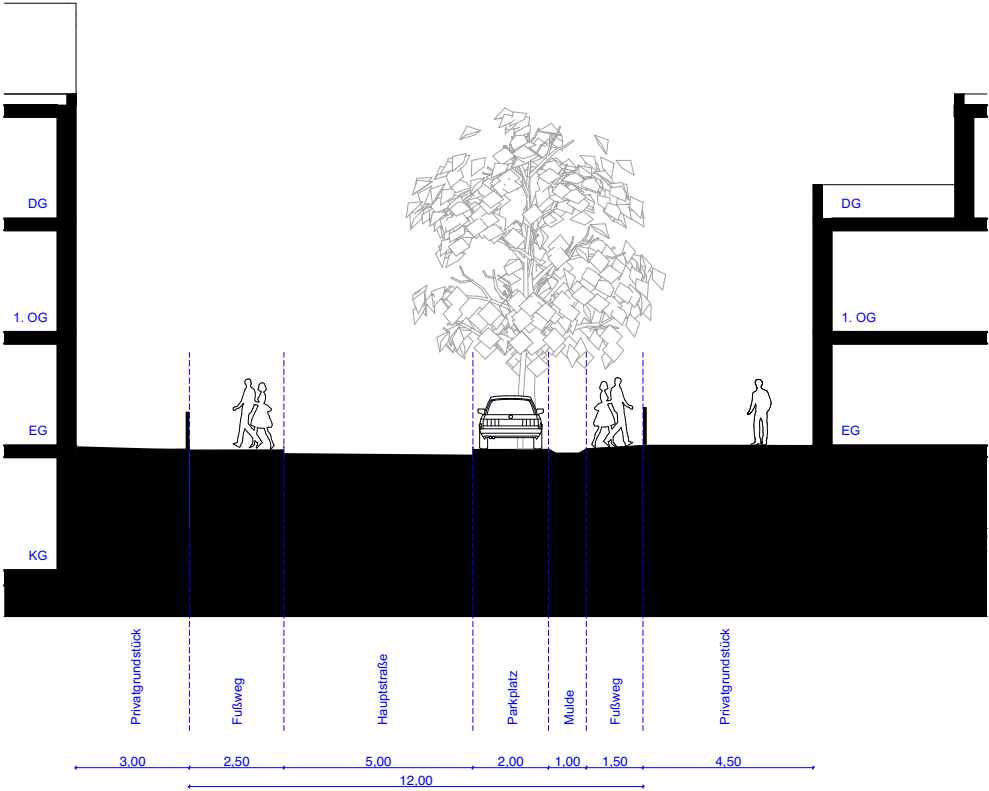 DG
DG
1. OG
1. OG
EG
EG
KG
Privatgrundstück
Fußweg
Hauptstraße
Parkplatz
Mulde
Fußweg
Privatgrundstück
3,00
2,50
5,00
2,00
1,00
1,50
4,50
12,00